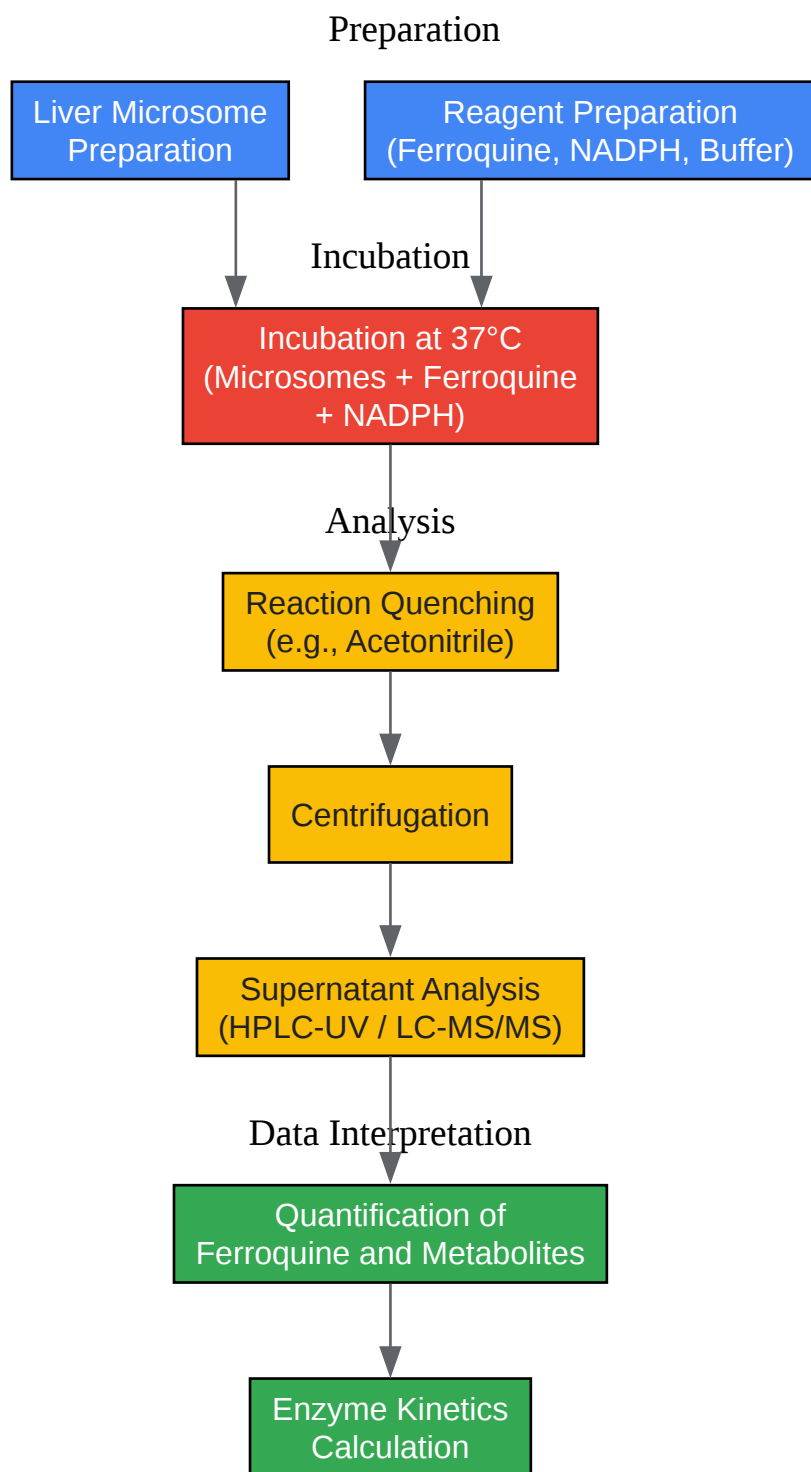 Preparation
Liver Microsome
Preparation
Reagent Preparation
(Ferroquine, NADPH, Buffer)
Incubation
Incubation at 37°C
(Microsomes + Ferroquine
+ NADPH)
Analysis
Reaction Quenching
(e.g., Acetonitrile)
Centrifugation
Supernatant Analysis
(HPLC-UV / LC-MS/MS)
Data Interpretation
Quantification of
Ferroquine and Metabolites
Enzyme Kinetics
Calculation